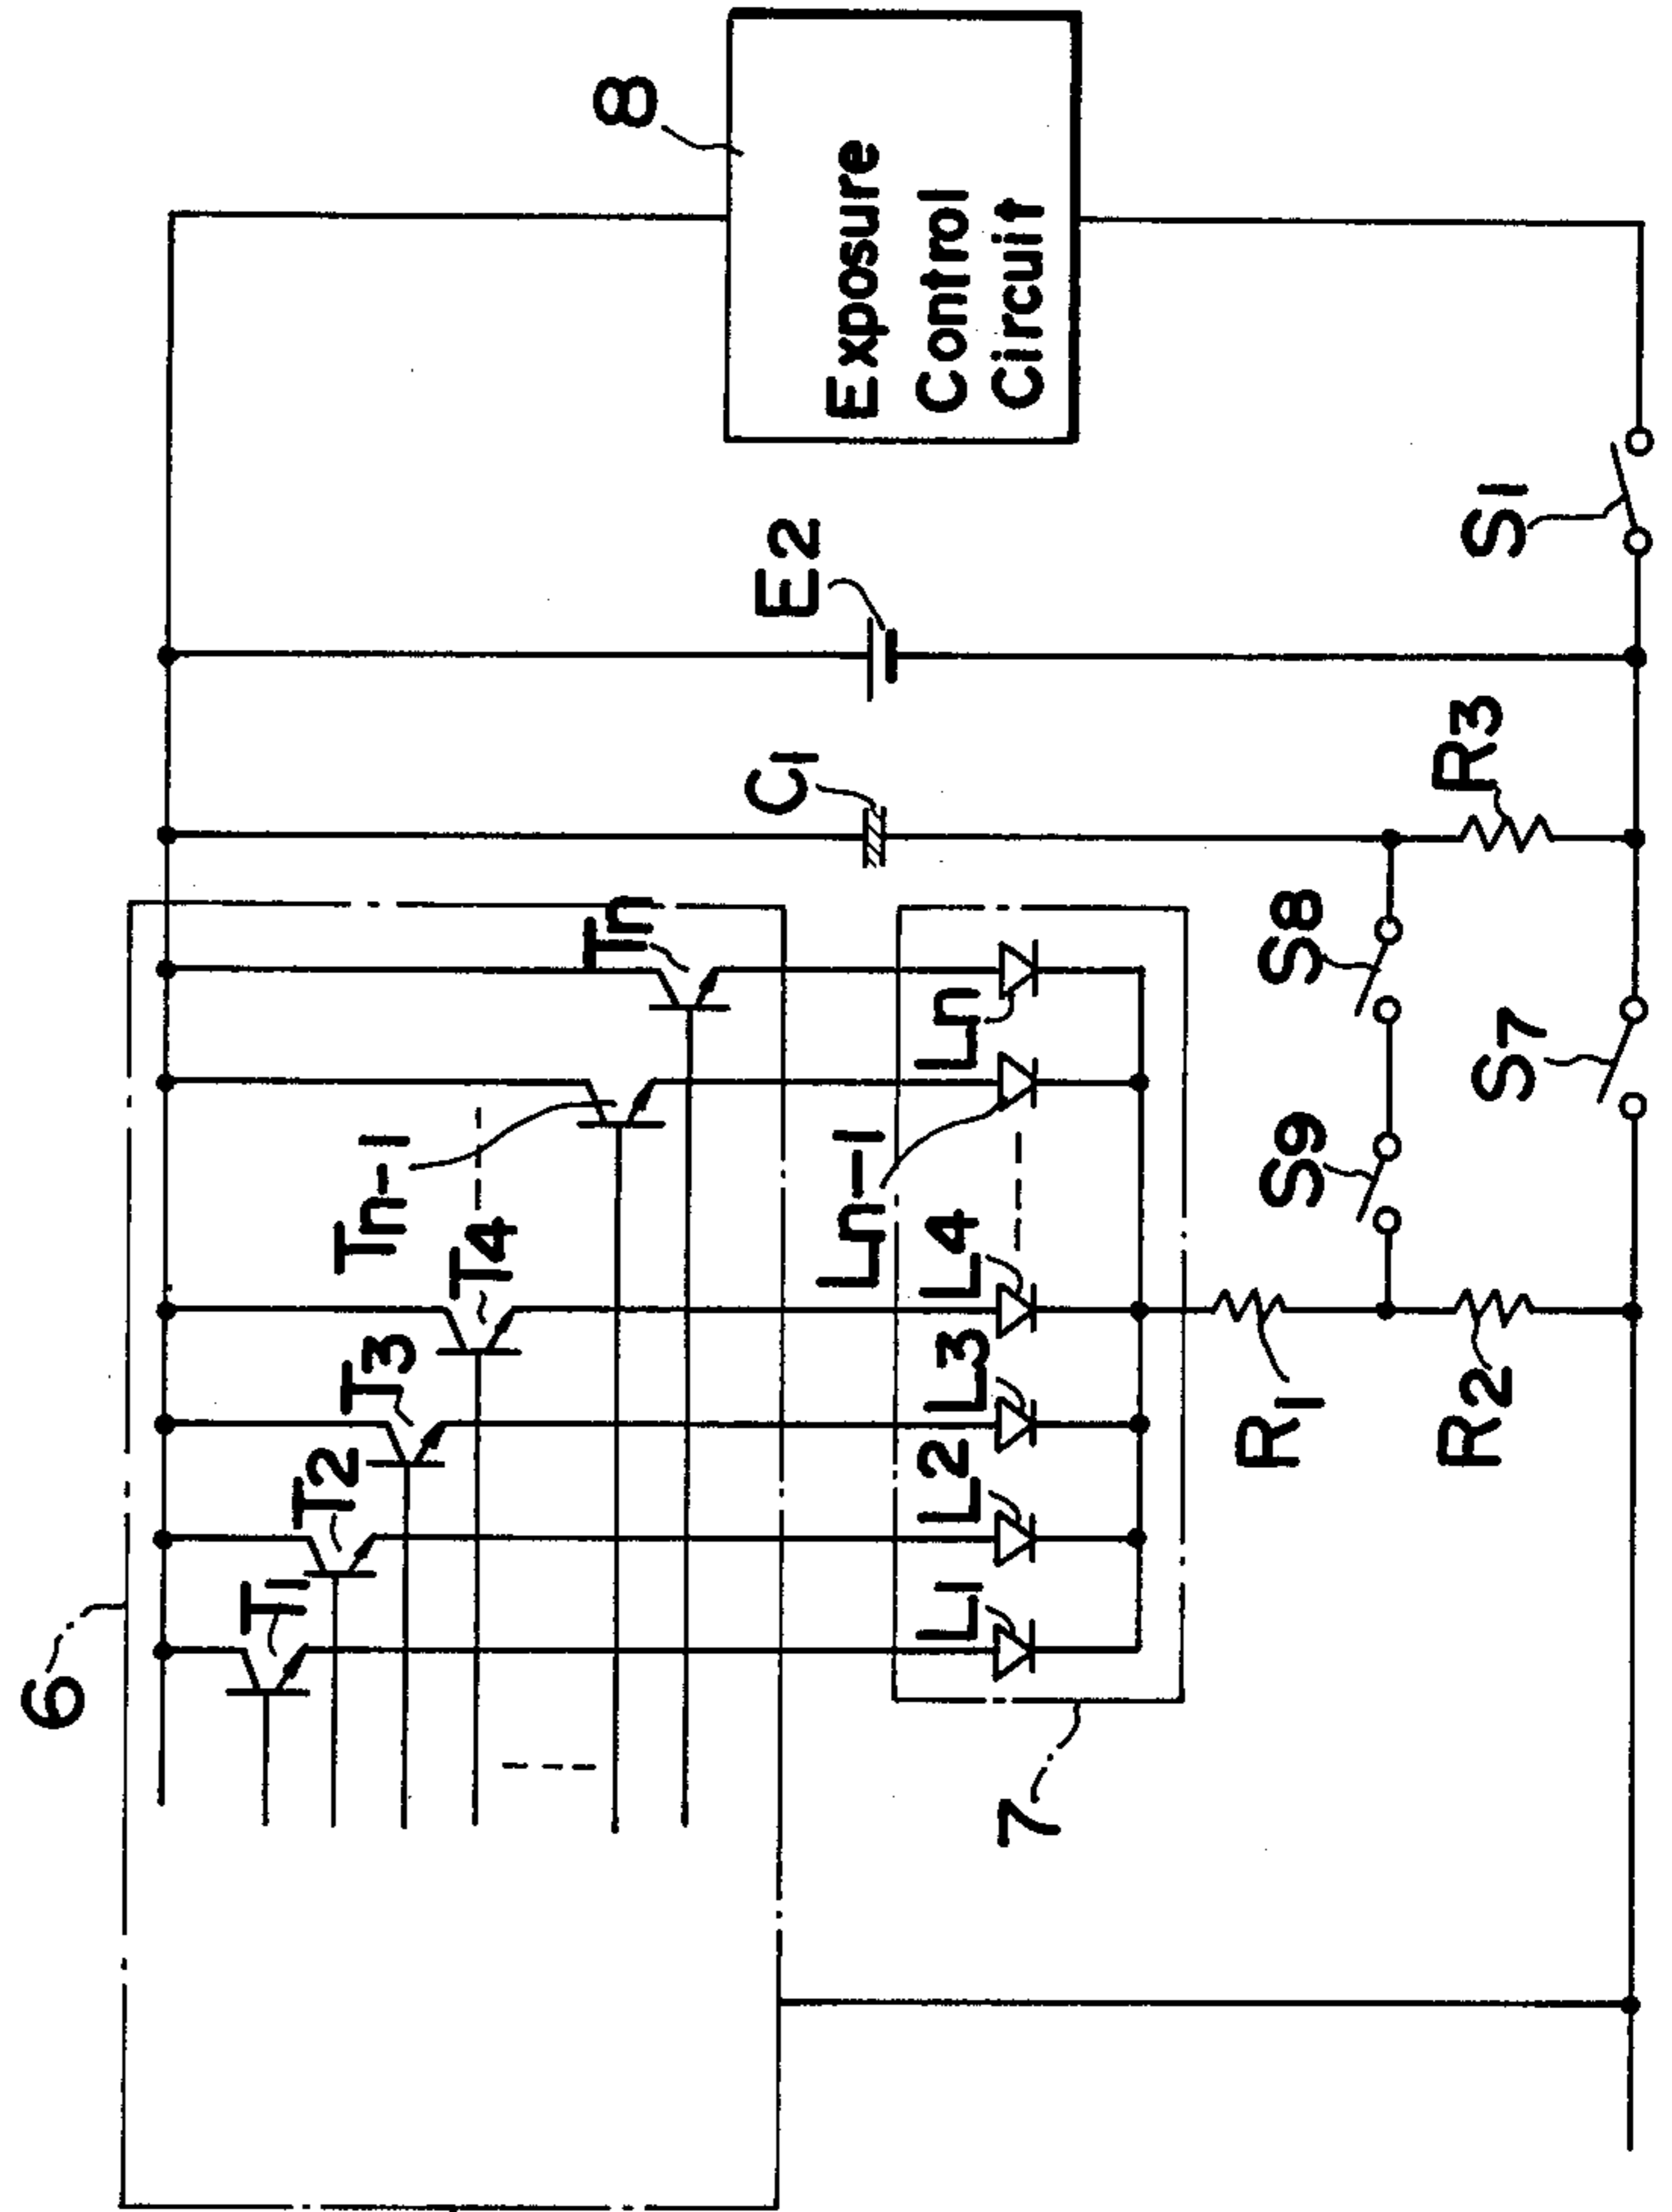 6
T1
T2
T3
T4
Tn-1
Tn
C1
E2
8
Exposure
Control
Circuit
7
L1
L2
L3
L4
Ln-1
Ln
R1
R2
S9
S8
R3
S7
S1